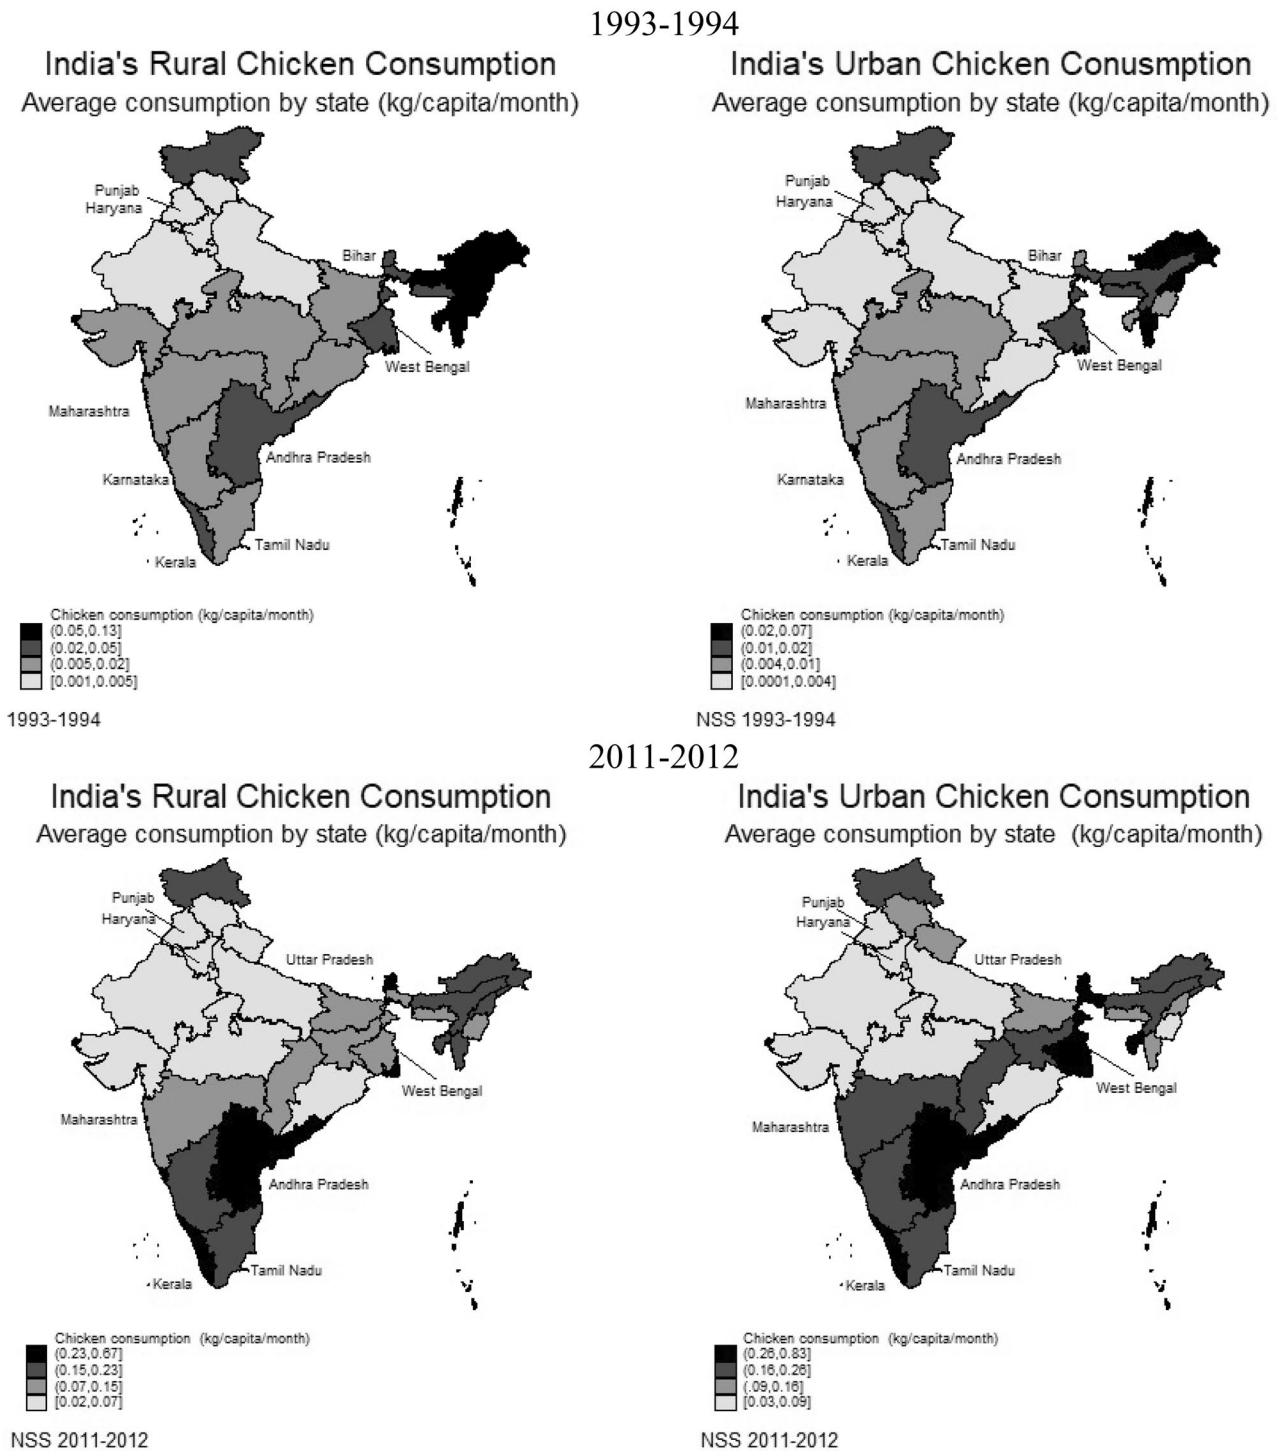 1993-1994
India's Rural Chicken Consumption
Average consumption by state (kg/capita/month)
Punjab
Haryana
Bihar
West Bengal
Maharashtra
Andhra Pradesh
Karnataka
Tamil Nadu
Kerala
Chicken consumption (kg/capita/month)
(0.05,0.13]
(0.02,0.05]
(0.005,0.02]
[0.001,0.005]
1993-1994
India's Urban Chicken Conusmption
Average consumption by state (kg/capita/month)
Punjab
Haryana
Bihar
West Bengal
Maharashtra
Andhra Pradesh
Karnataka
Tamil Nadu
Kerala
Chicken consumption (kg/capita/month)
(0.02,0.07]
(0.01,0.02]
(0.004,0.01]
[0.0001,0.004]
NSS 1993-1994
2011-2012
India's Rural Chicken Consumption
Average consumption by state (kg/capita/month)
Punjab
Haryana
Uttar Pradesh
West Bengal
Maharashtra
Andhra Pradesh
Tamil Nadu
Kerala
Chicken consumption (kg/capita/month)
(0.23,0.67]
(0.15,0.23]
(0.07,0.15]
[0.02,0.07]
NSS 2011-2012
India's Urban Chicken Consumption
Average consumption by state (kg/capita/month)
Punjab
Haryana
Uttar Pradesh
West Bengal
Maharashtra
Andhra Pradesh
Tamil Nadu
Kerala
Chicken consumption (kg/capita/month)
(0.26,0.83]
(0.16,0.26]
(.09,0.16]
[0.03,0.09]
NSS 2011-2012